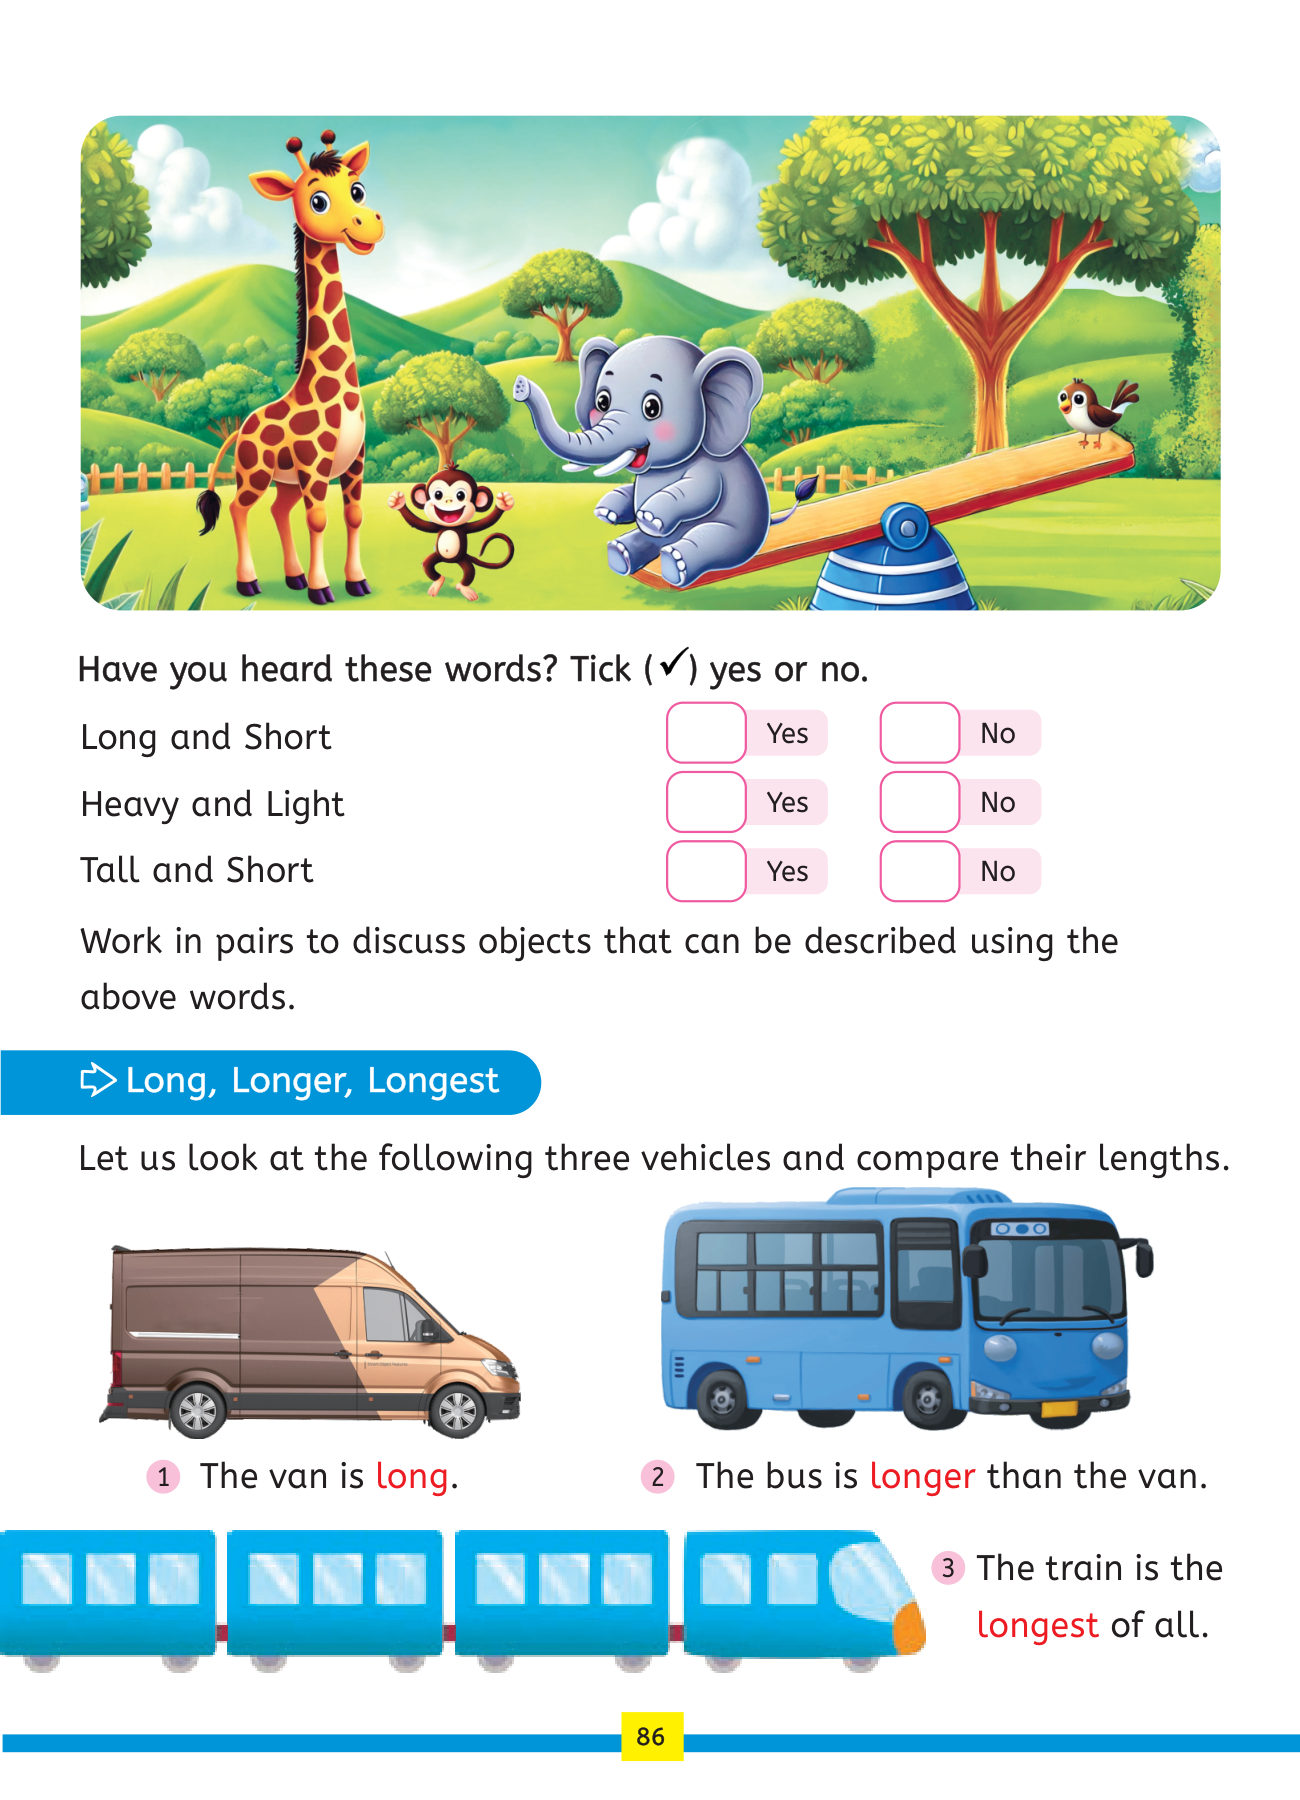 Have you heard these words? Tick (✓) yes or no.
Long and Short Yes No
Heavy and Light Yes No
Tall and Short Yes No
Work in pairs to discuss objects that can be described using the
above words.
Long, Longer, Longest
Let us look at the following three vehicles and compare their lengths.
1 The van is long.
2 The bus is longer than the van.
3 The train is the
longest of all.
86